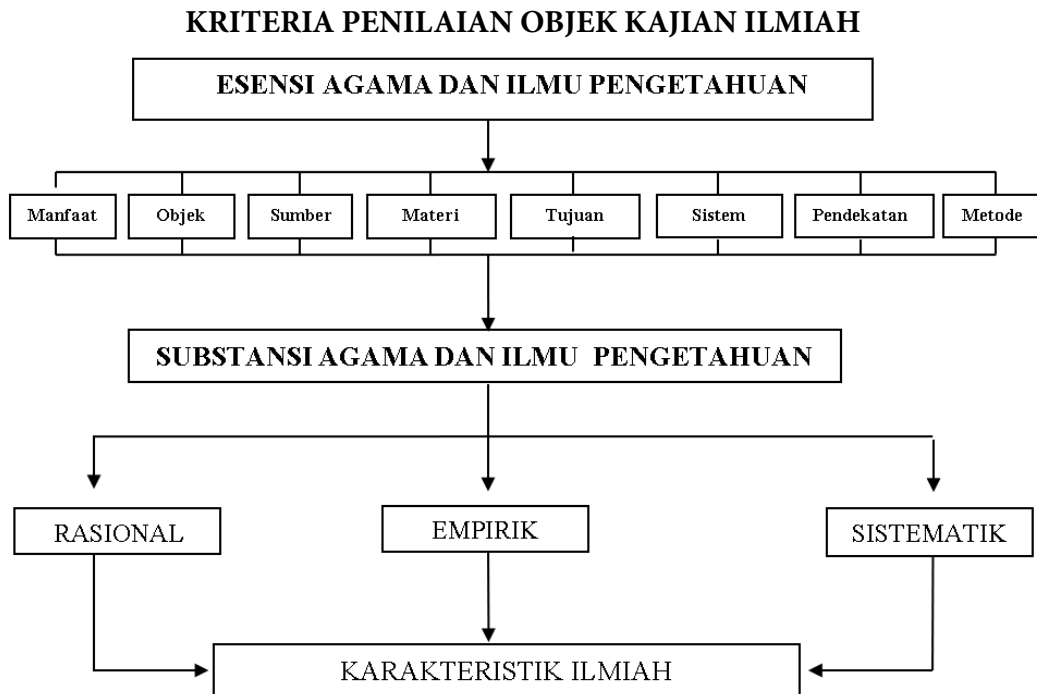 KRITERIA PENILAIAN OBJEK KAJIAN ILMIAH
ESENSI AGAMA DAN ILMU PENGETAHUAN
Manfaat
Objek
Sumber
Materi
Tujuan
Sistem
Pendekatan
Metode
SUBSTANSI AGAMA DAN ILMU PENGETAHUAN
RASIONAL
EMPIRIK
SISTEMATIK
KARAKTERISTIK ILMIAH